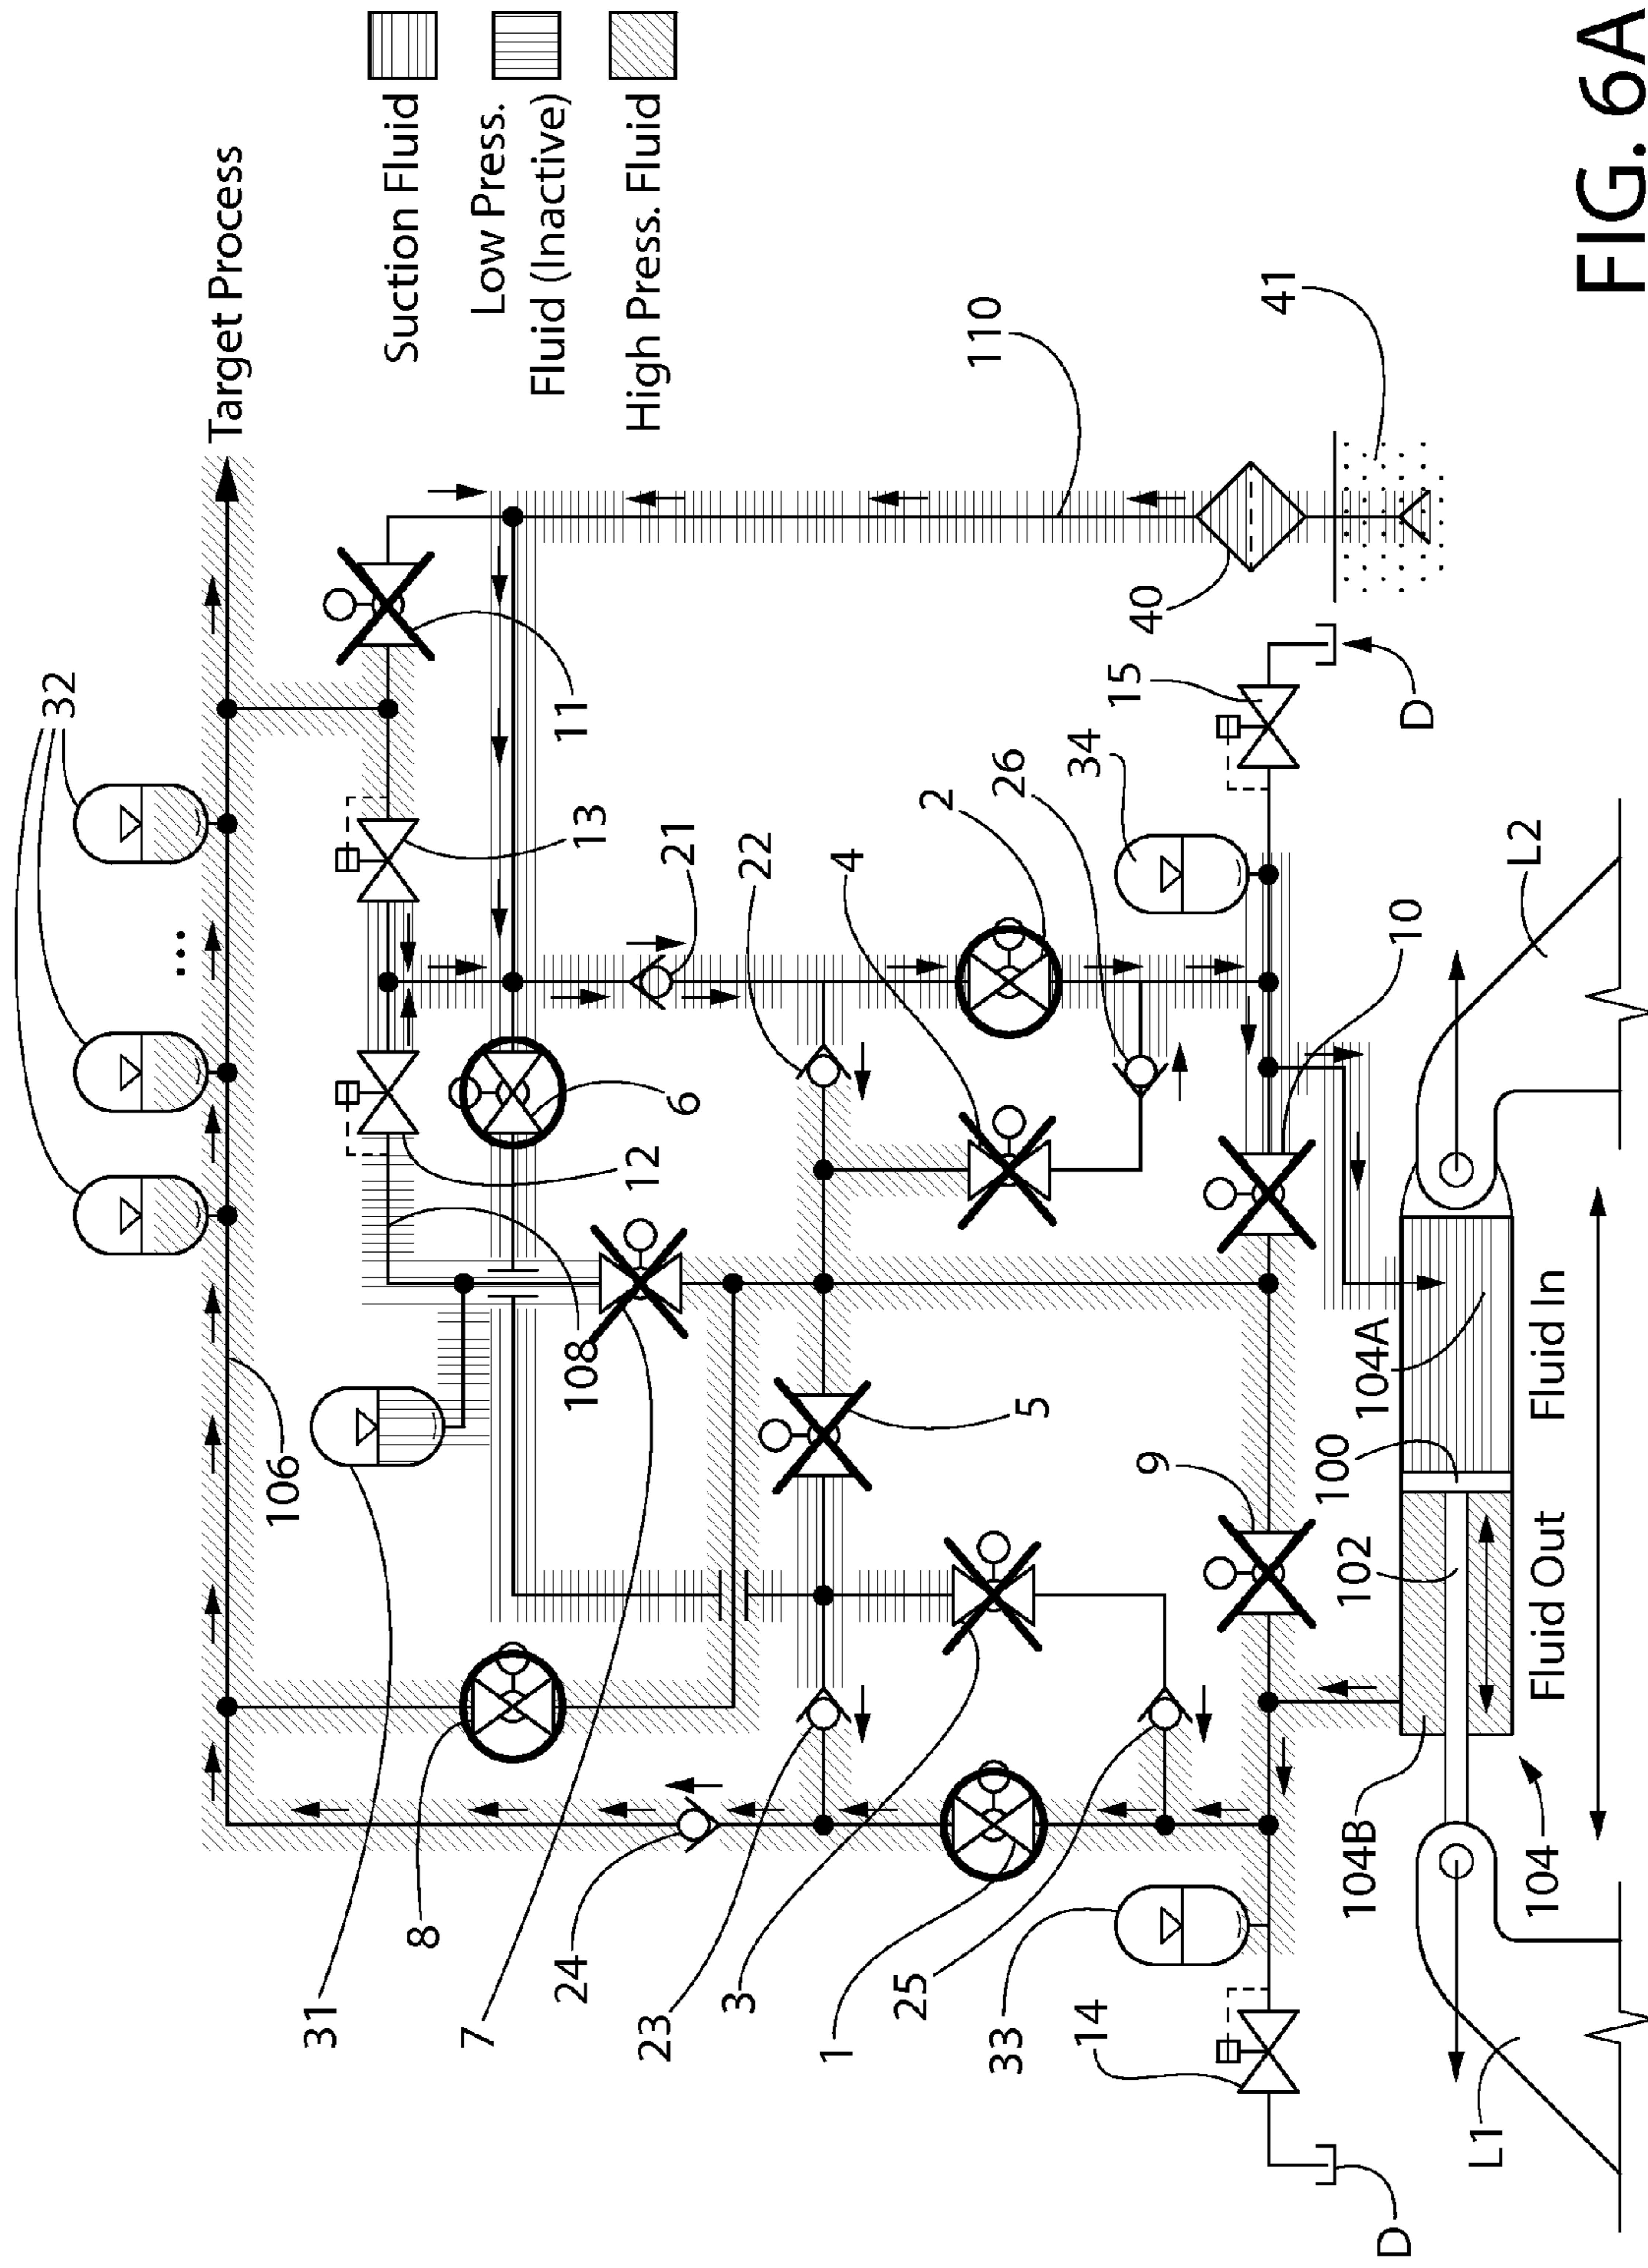 Target Process
Suction Fluid
Low Press.
Fluid (Inactive)
High Press. Fluid
32
...
106
31
108
12
13
11
6
8
7
24
23
3
1
25
33
14
5
9
22
21
4
2
26
34
15
10
40
110
41
D
D
L1
L2
104B
104
102
100
104A
Fluid Out
Fluid In
FIG. 6A